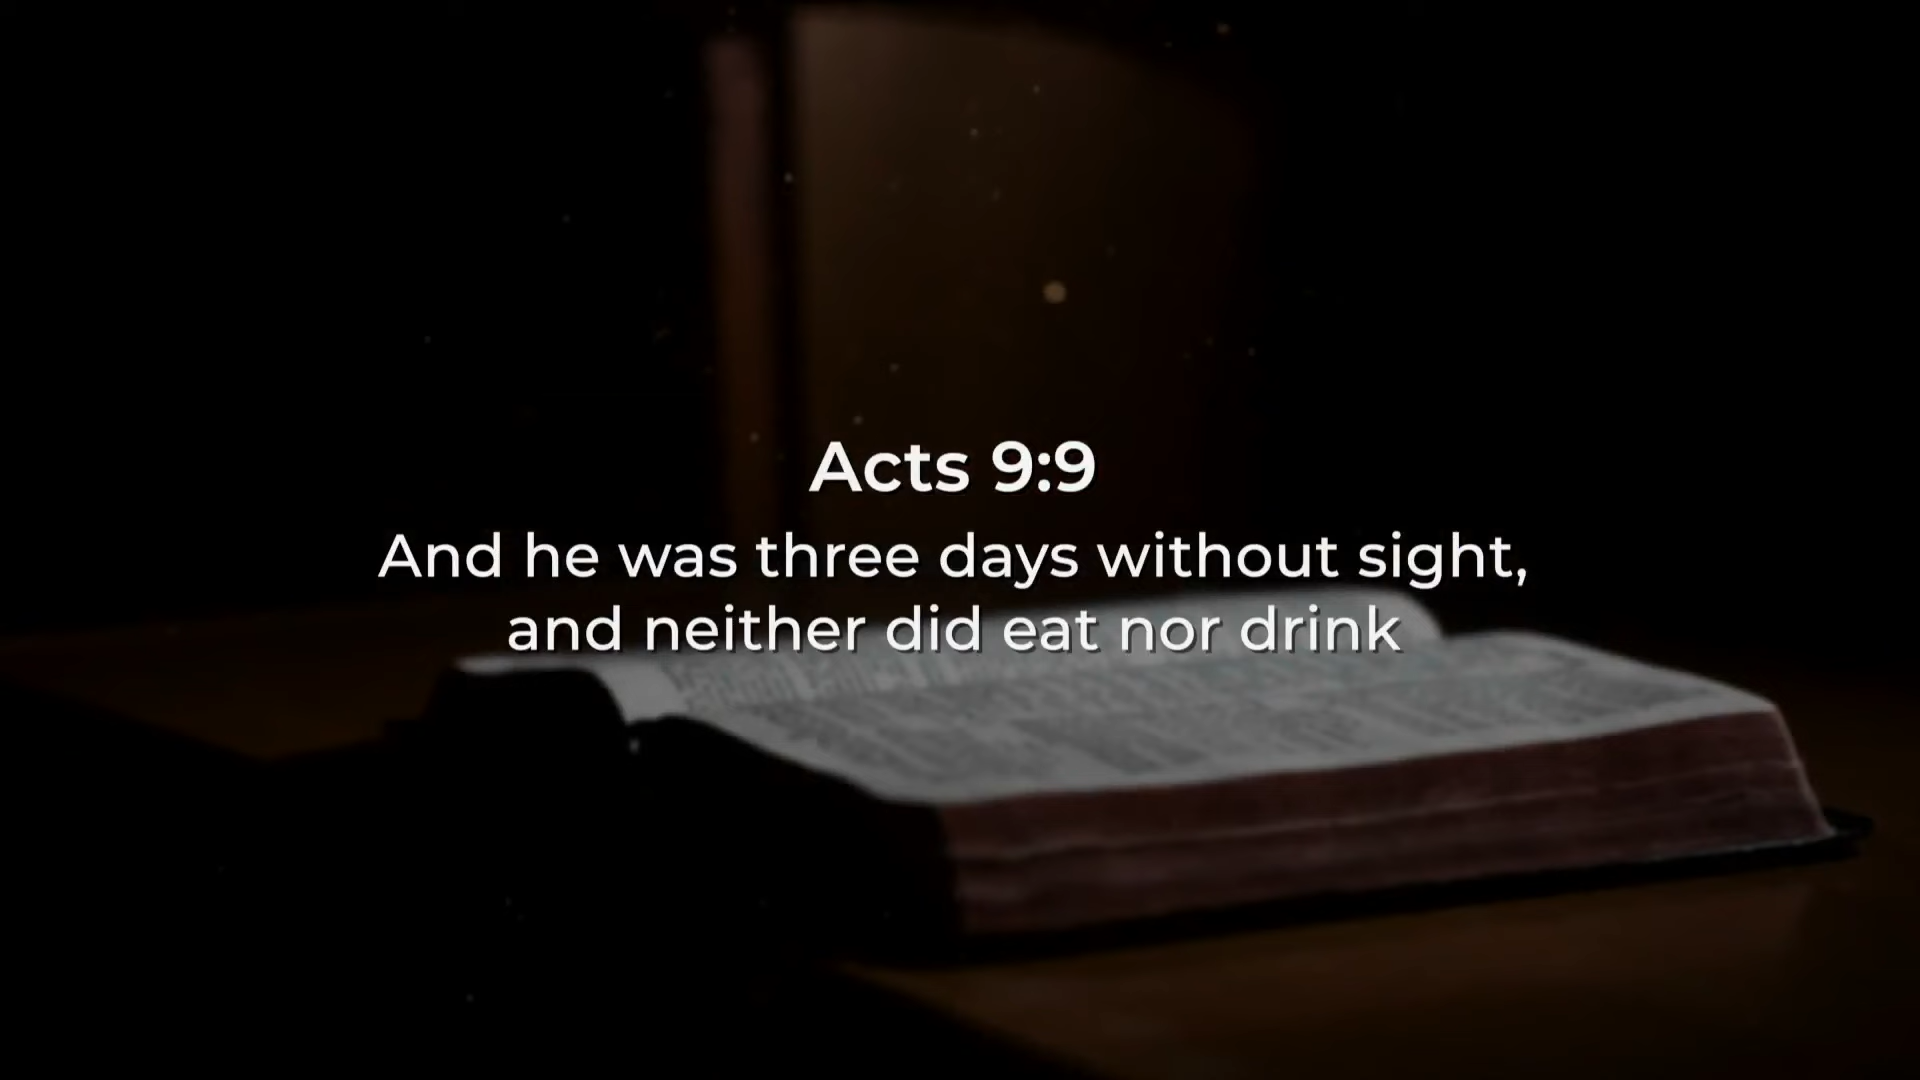 Acts 9:9
And he was three days without sight,
and neither did eat nor drink